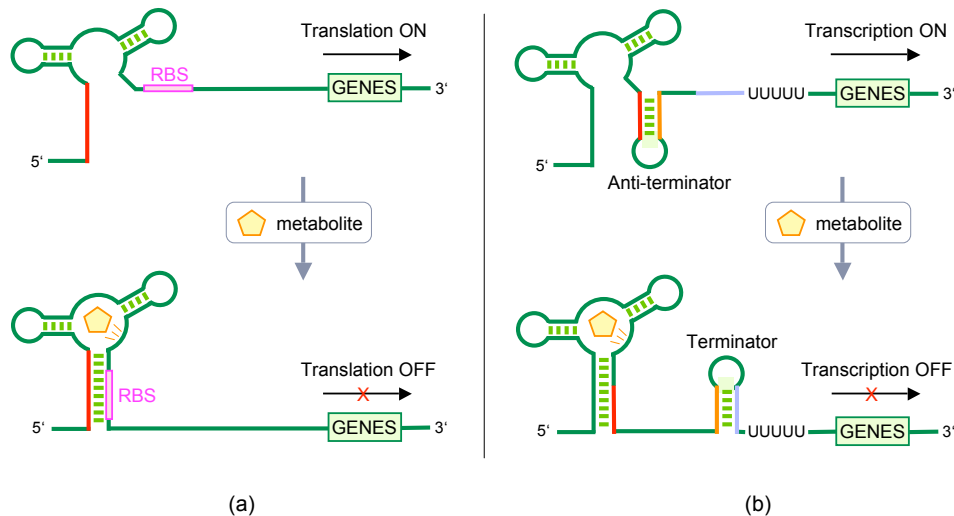 Translation ON
RBS
GENES
3‘
5‘
metabolite
Translation OFF
RBS
5‘
GENES
3‘
(a)
Transcription ON
UUUUU
GENES
3‘
5‘
Anti-terminator
metabolite
Terminator
Transcription OFF
5‘
UUUUU
GENES
3‘
(b)